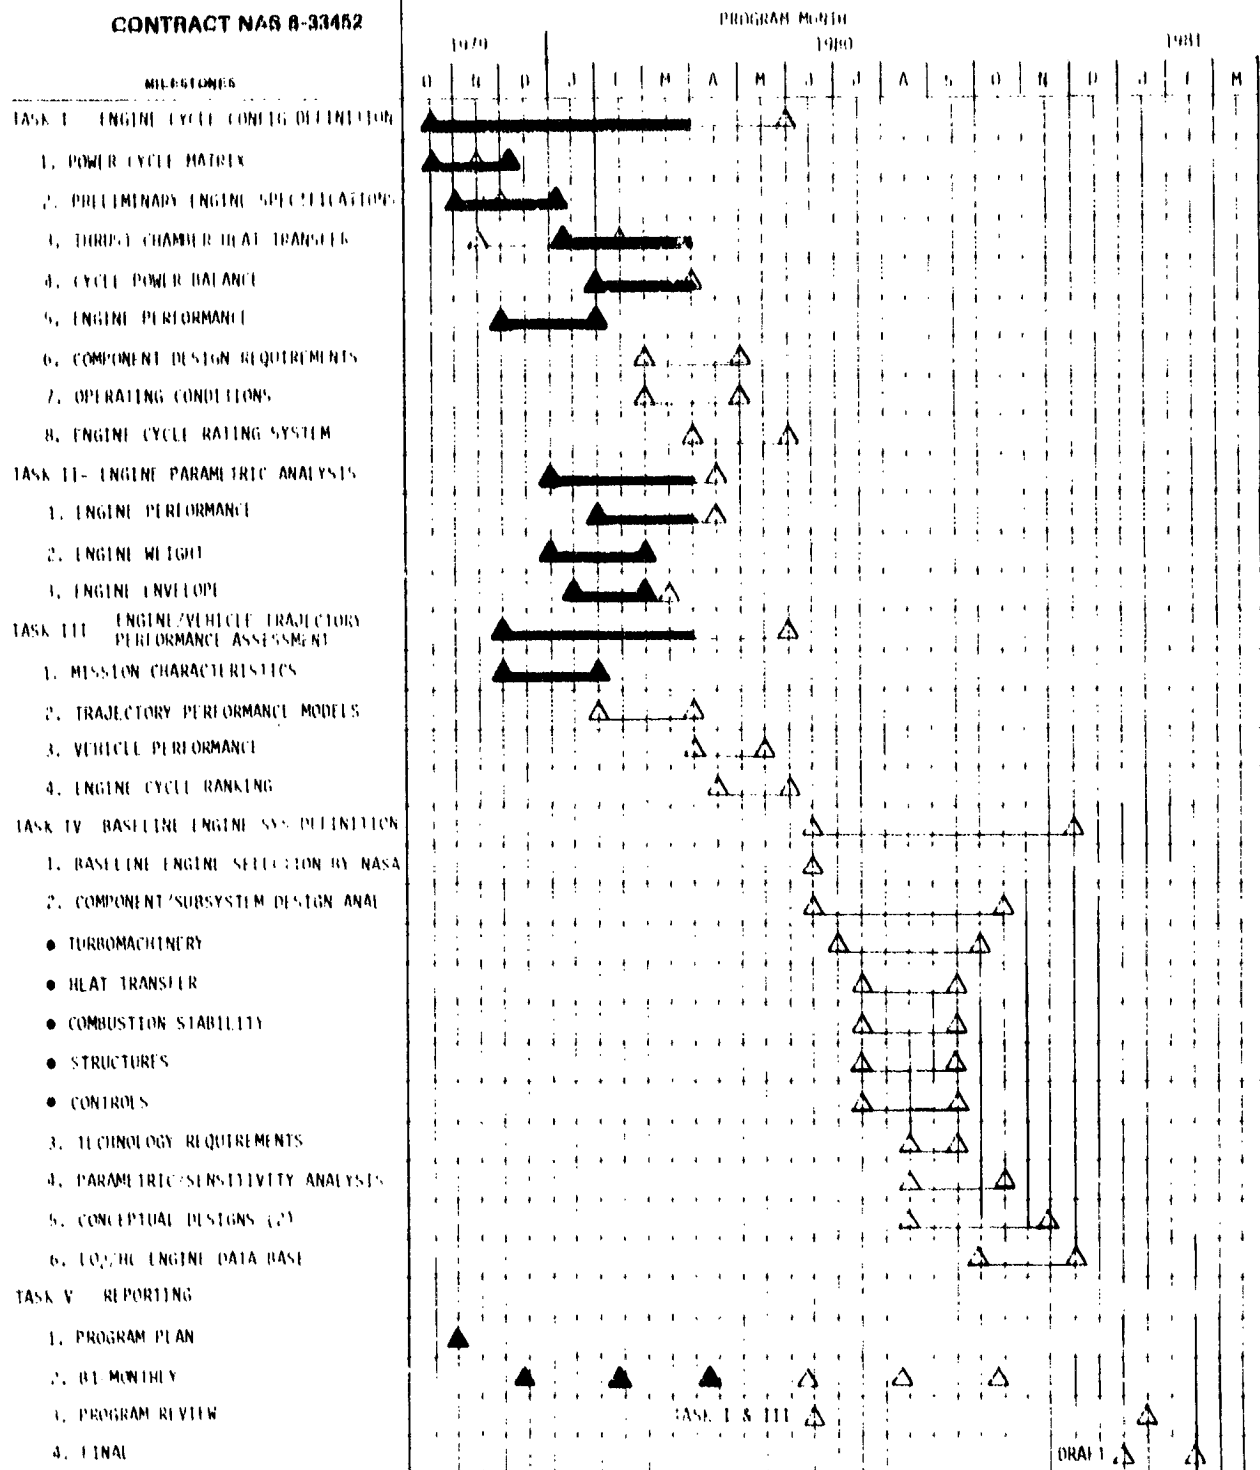 CONTRACT NAS 8-33452
PROGRAM MONTH
1979 1980 1981
MILESTONES
O N D J F M A M J J A S O N D J F M
TASK I ENGINE CYCLE CONFIG DEFINITION
1. POWER CYCLE MATRIX
2. PRELIMINARY ENGINE SPECIFICATIONS
3. THRUST CHAMBER HEAT TRANSFER
4. CYCLE POWER BALANCE
5. ENGINE PERFORMANCE
6. COMPONENT DESIGN REQUIREMENTS
7. OPERATING CONDITIONS
8. ENGINE CYCLE RATING SYSTEM
TASK II- ENGINE PARAMETRIC ANALYSIS
1. ENGINE PERFORMANCE
2. ENGINE WEIGHT
3. ENGINE ENVELOPE
TASK III ENGINE/VEHICLE TRAJECTORY
PERFORMANCE ASSESSMENT
1. MISSION CHARACTERISTICS
2. TRAJECTORY PERFORMANCE MODELS
3. VEHICLE PERFORMANCE
4. ENGINE CYCLE RANKING
TASK IV BASELINE ENGINE SYS DEFINITION
1. BASELINE ENGINE SELECTION BY NASA
2. COMPONENT/SUBSYSTEM DESIGN ANAL
• TURBOMACHINERY
• HEAT TRANSFER
• COMBUSTION STABILITY
• STRUCTURES
• CONTROLS
3. TECHNOLOGY REQUIREMENTS
4. PARAMETRIC/SENSITIVITY ANALYSIS
5. CONCEPTUAL DESIGNS (2)
6. LO2/HC ENGINE DATA BASE
TASK V REPORTING
1. PROGRAM PLAN
2. BI-MONTHLY
3. PROGRAM REVIEW TASK I & III
4. FINAL DRAFT